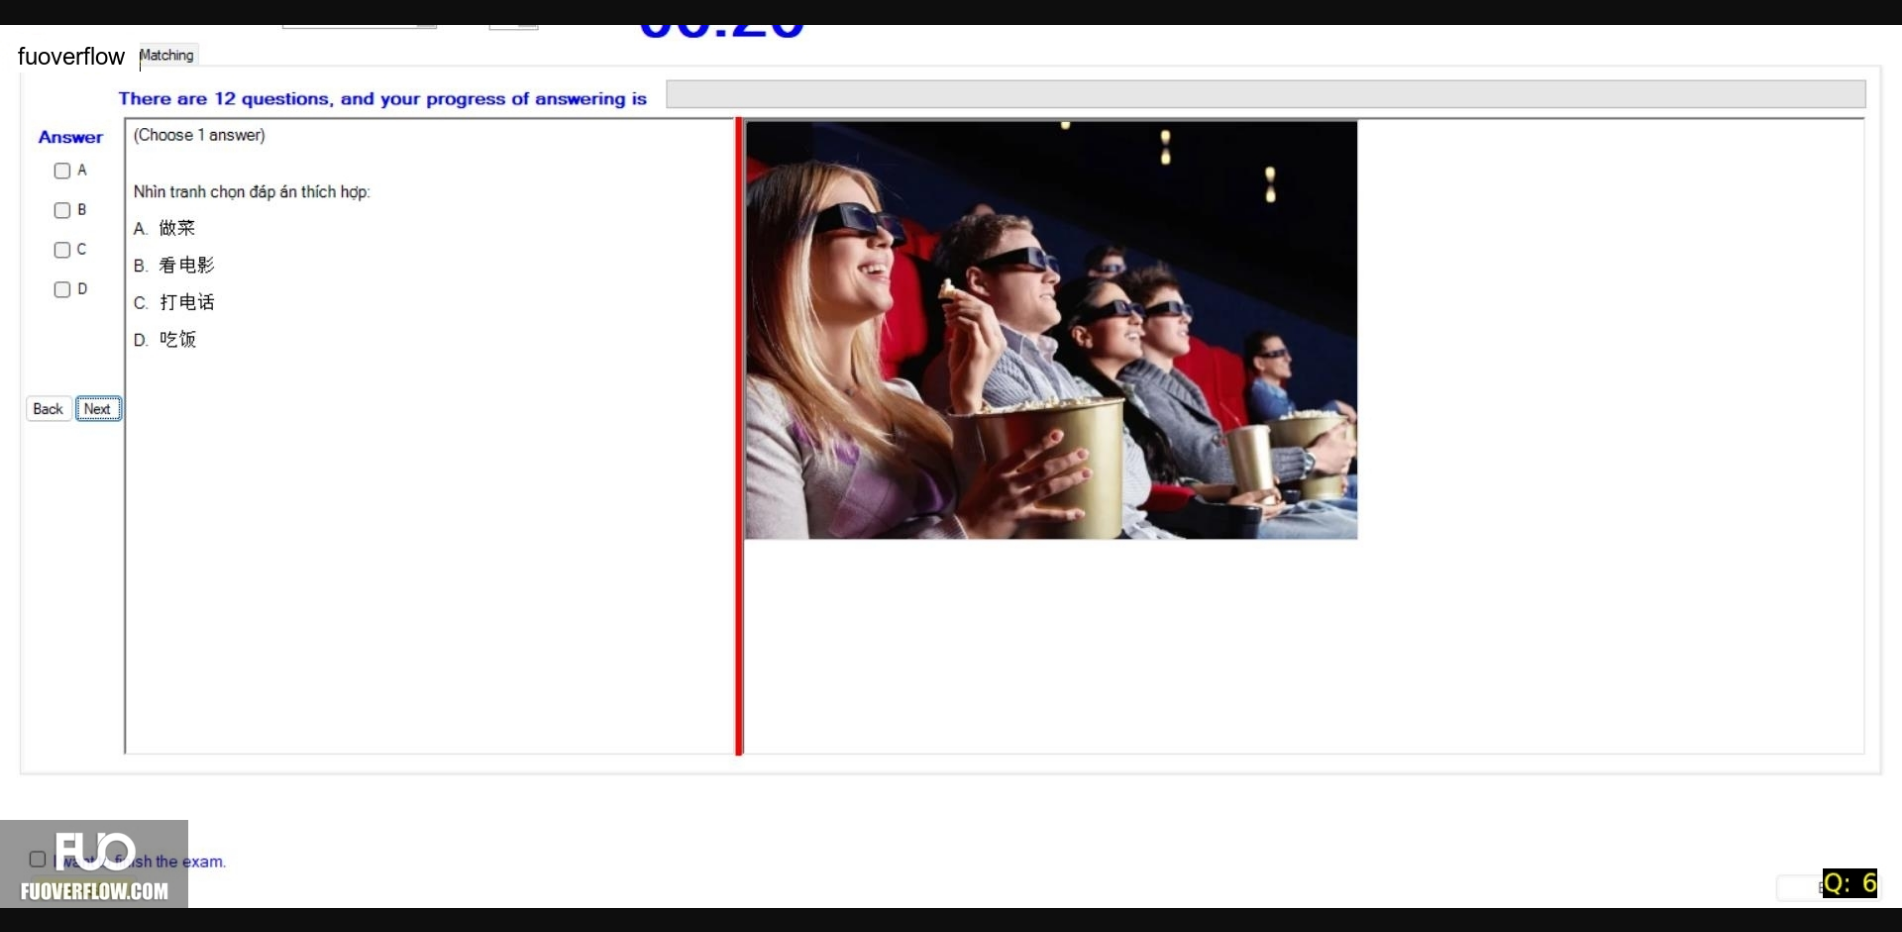 fuoverflow
Matching
There are 12 questions, and your progress of answering is
Answer
(Choose 1 answer)
A
B
C
D
Nhìn tranh chọn đáp án thích hợp:
A. 做菜
B. 看电影
C. 打电话
D. 吃饭
Back Next
FUO
the exam.
FUOVERFLOW.COM
Q: 6